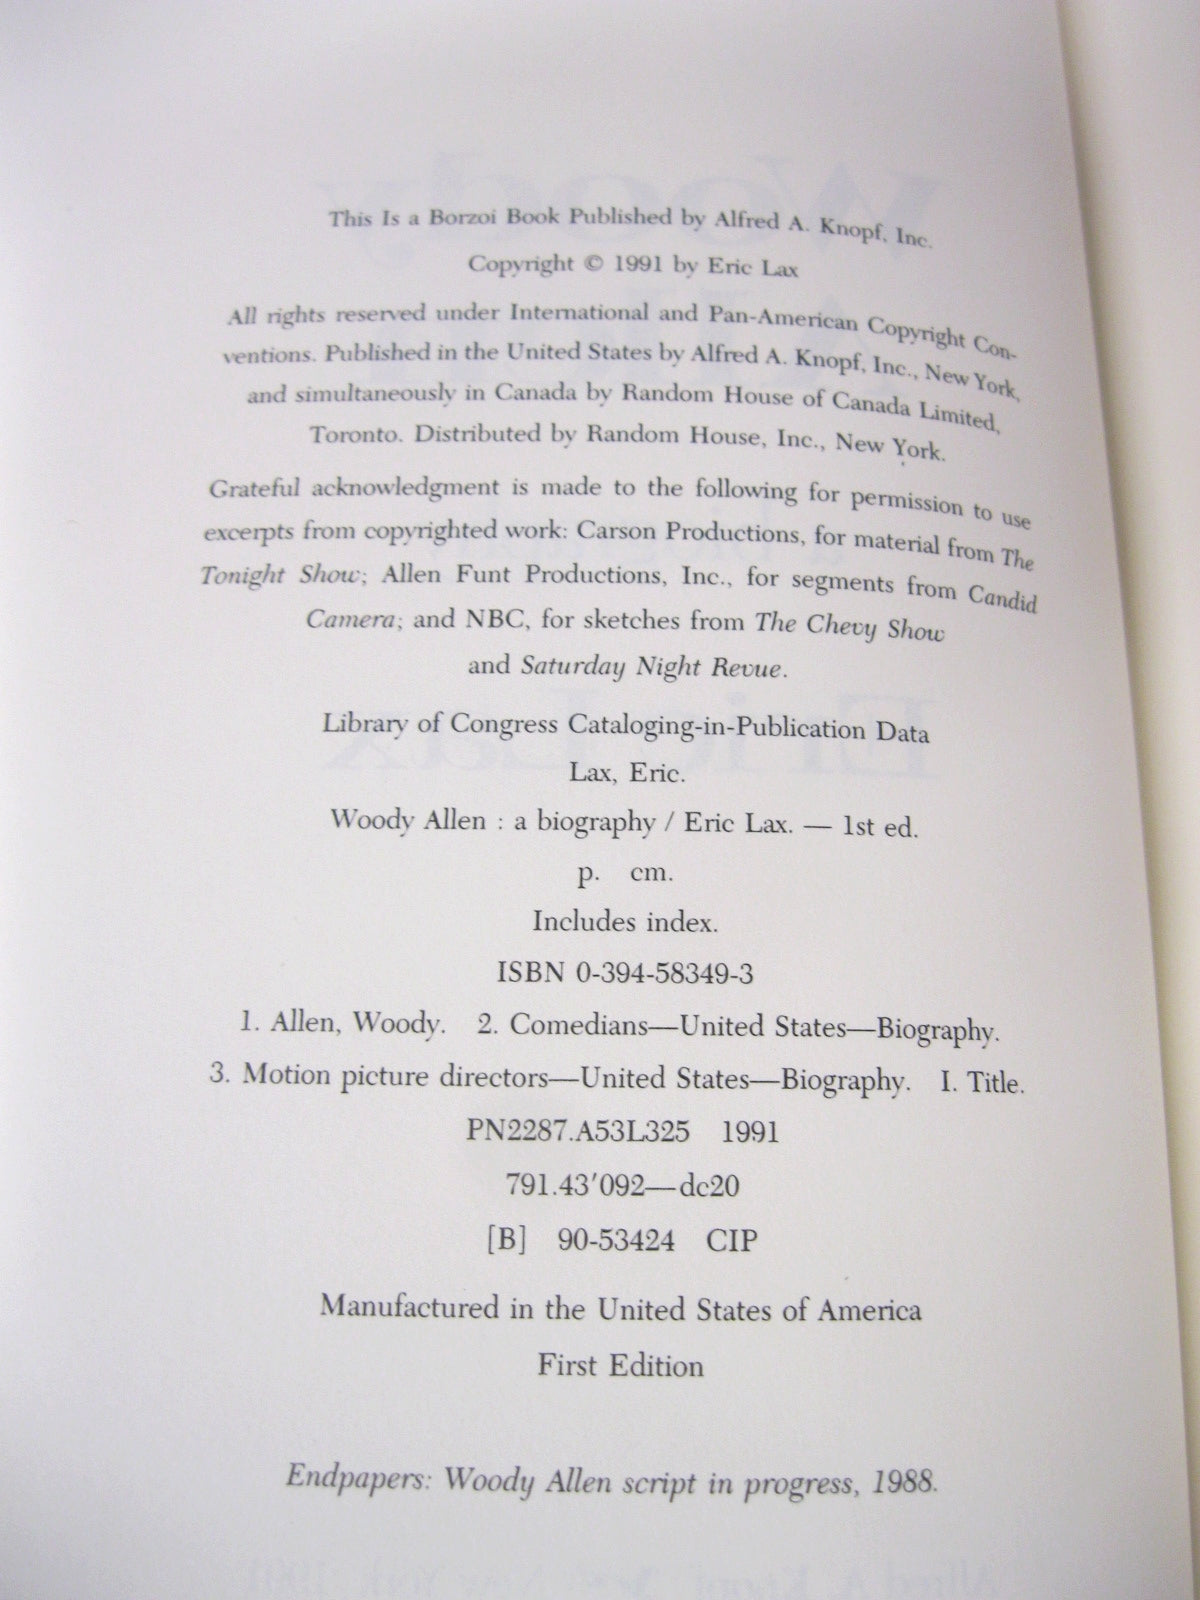 This Is a Borzoi Book Published by Alfred A. Knopf, Inc.
Copyright © 1991 by Eric Lax
All rights reserved under International and Pan-American Copyright Con-
ventions. Published in the United States by Alfred A. Knopf, Inc., New York,
and simultaneously in Canada by Random House of Canada Limited,
Toronto. Distributed by Random House, Inc., New York.
Grateful acknowledgment is made to the following for permission to use
excerpts from copyrighted work: Carson Productions, for material from The
Tonight Show; Allen Funt Productions, Inc., for segments from Candid
Camera; and NBC, for sketches from The Chevy Show
and Saturday Night Revue.
Library of Congress Cataloging-in-Publication Data
Lax, Eric.
Woody Allen : a biography / Eric Lax. — 1st ed.
p. cm.
Includes index.
ISBN 0-394-58349-3
1. Allen, Woody. 2. Comedians—United States—Biography.
3. Motion picture directors—United States—Biography. I. Title.
PN2287.A53L325 1991
791.43'092—dc20
[B] 90-53424 CIP
Manufactured in the United States of America
First Edition
Endpapers: Woody Allen script in progress, 1988.